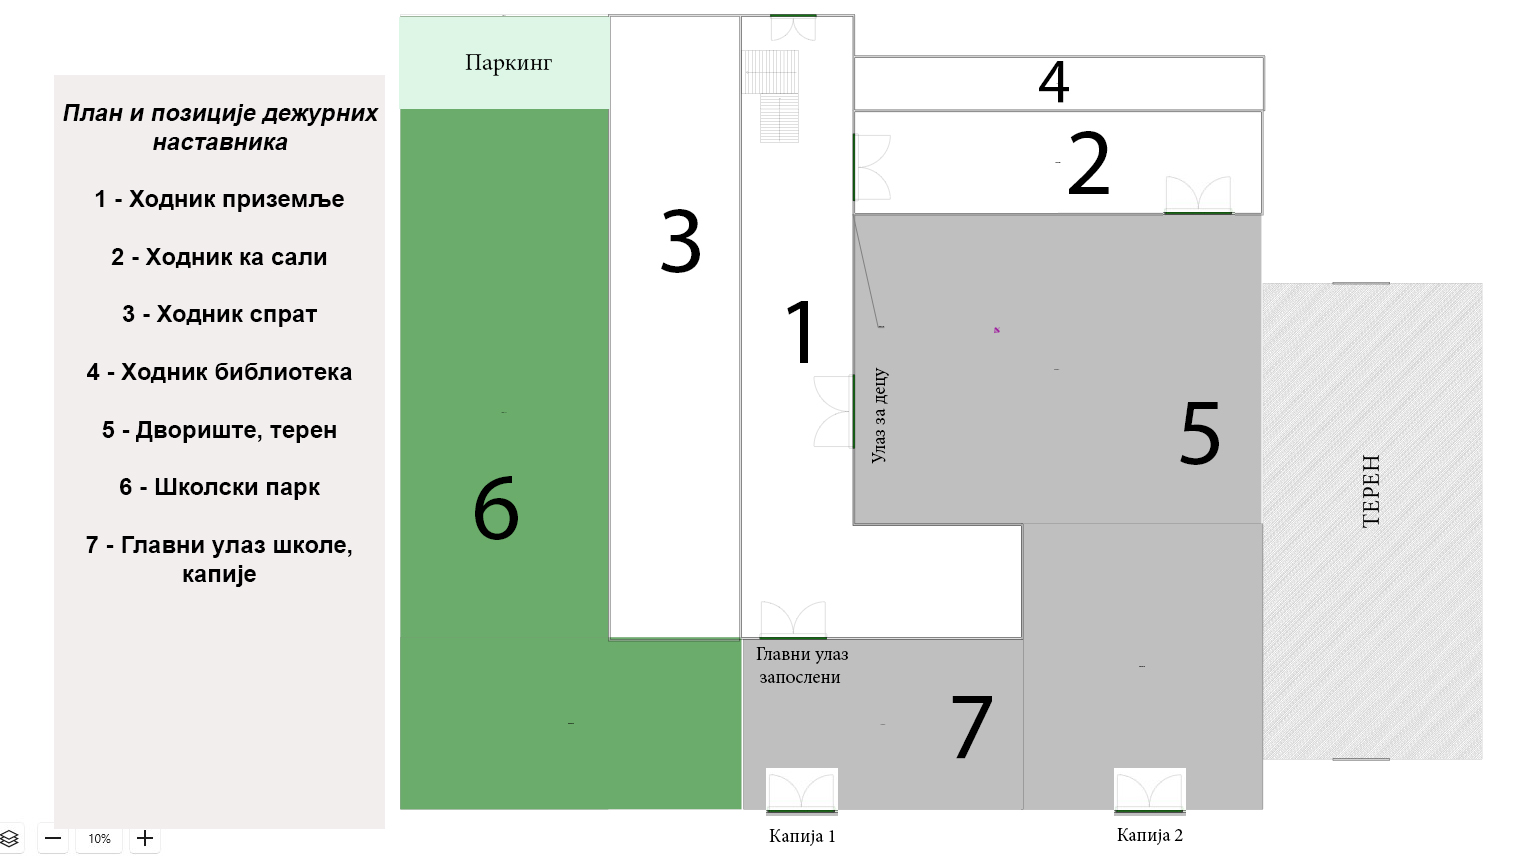 План и позиције дежурних
наставника
1 - Ходник приземље
2 - Ходник ка сали
3 - Ходник спрат
4 - Ходник библиотека
5 - Двориште, терен
6 - Школски парк
7 - Главни улаз школе,
капије
10%
Паркинг
4
2
3
1
Улаз за децу
5
ТЕРЕН
6
Главни улаз
запослени
7
Капија 1
Капија 2